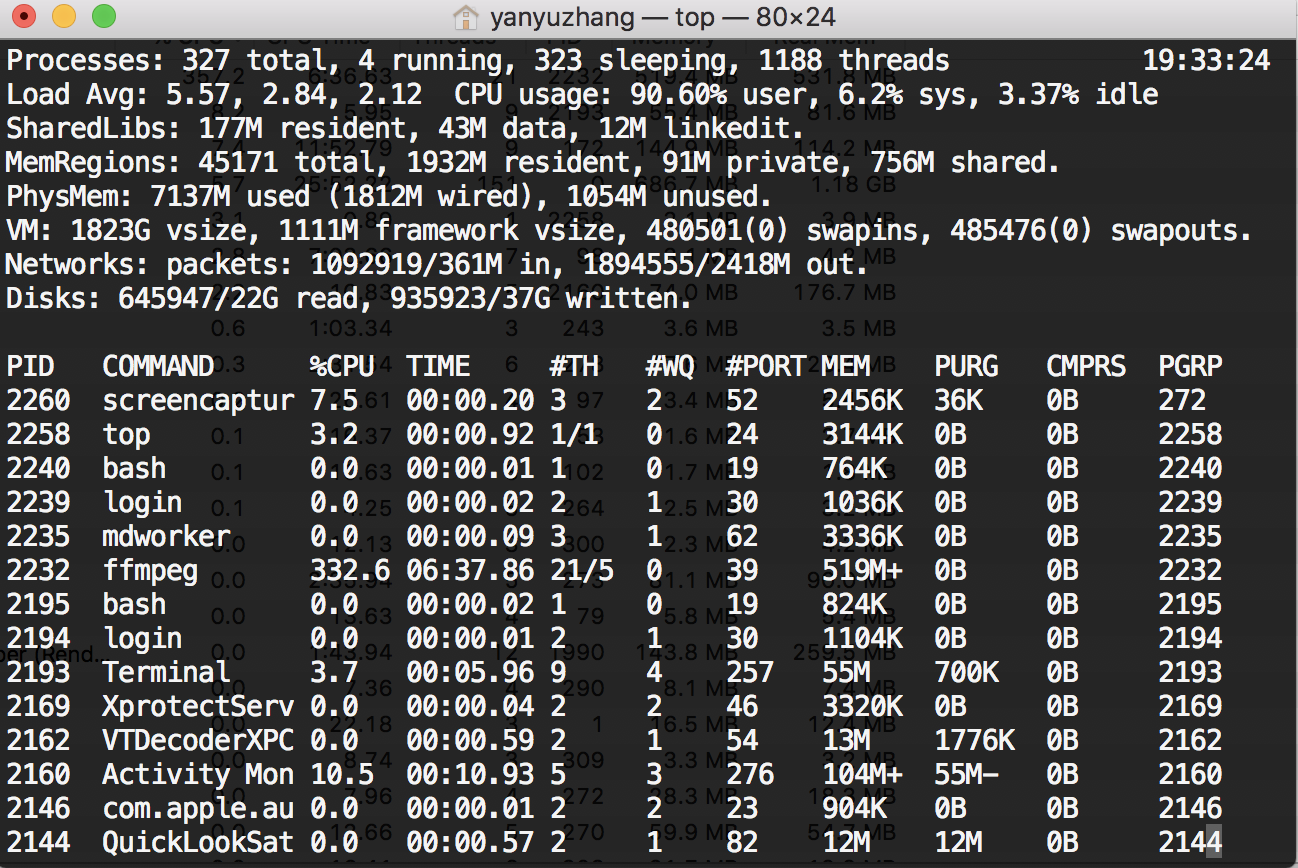 yanyuzhang — top — 80×24
Processes: 327 total, 4 running, 323 sleeping, 1188 threads 19:33:24
Load Avg: 5.57, 2.84, 2.12 CPU usage: 90.60% user, 6.2% sys, 3.37% idle
SharedLibs: 177M resident, 43M data, 12M linkedit.
MemRegions: 45171 total, 1932M resident, 91M private, 756M shared.
PhysMem: 7137M used (1812M wired), 1054M unused.
VM: 1823G vsize, 1111M framework vsize, 480501(0) swapins, 485476(0) swapouts.
Networks: packets: 1092919/361M in, 1894555/2418M out.
Disks: 645947/22G read, 935923/37G written.
PID COMMAND %CPU TIME #TH #WQ #PORT MEM PURG CMPRS PGRP
2260 screencaptur 7.5 00:00.20 3 2 52 2456K 36K 0B 272
2258 top 3.2 00:00.92 1/1 0 24 3144K 0B 0B 2258
2240 bash 0.0 00:00.01 1 0 19 764K 0B 0B 2240
2239 login 0.0 00:00.02 2 1 30 1036K 0B 0B 2239
2235 mdworker 0.0 00:00.09 3 1 62 3336K 0B 0B 2235
2232 ffmpeg 332.6 06:37.86 21/5 0 39 519M+ 0B 0B 2232
2195 bash 0.0 00:00.02 1 0 19 824K 0B 0B 2195
2194 login 0.0 00:00.01 2 1 30 1104K 0B 0B 2194
2193 Terminal 3.7 00:05.96 9 4 257 55M 700K 0B 2193
2169 XprotectServ 0.0 00:00.04 2 2 46 3320K 0B 0B 2169
2162 VTDecoderXPC 0.0 00:00.59 2 1 54 13M 1776K 0B 2162
2160 Activity Mon 10.5 00:10.93 5 3 276 104M+ 55M- 0B 2160
2146 com.apple.au 0.0 00:00.01 2 2 23 904K 0B 0B 2146
2144 QuickLookSat 0.0 00:00.57 2 1 82 12M 12M 0B 2144